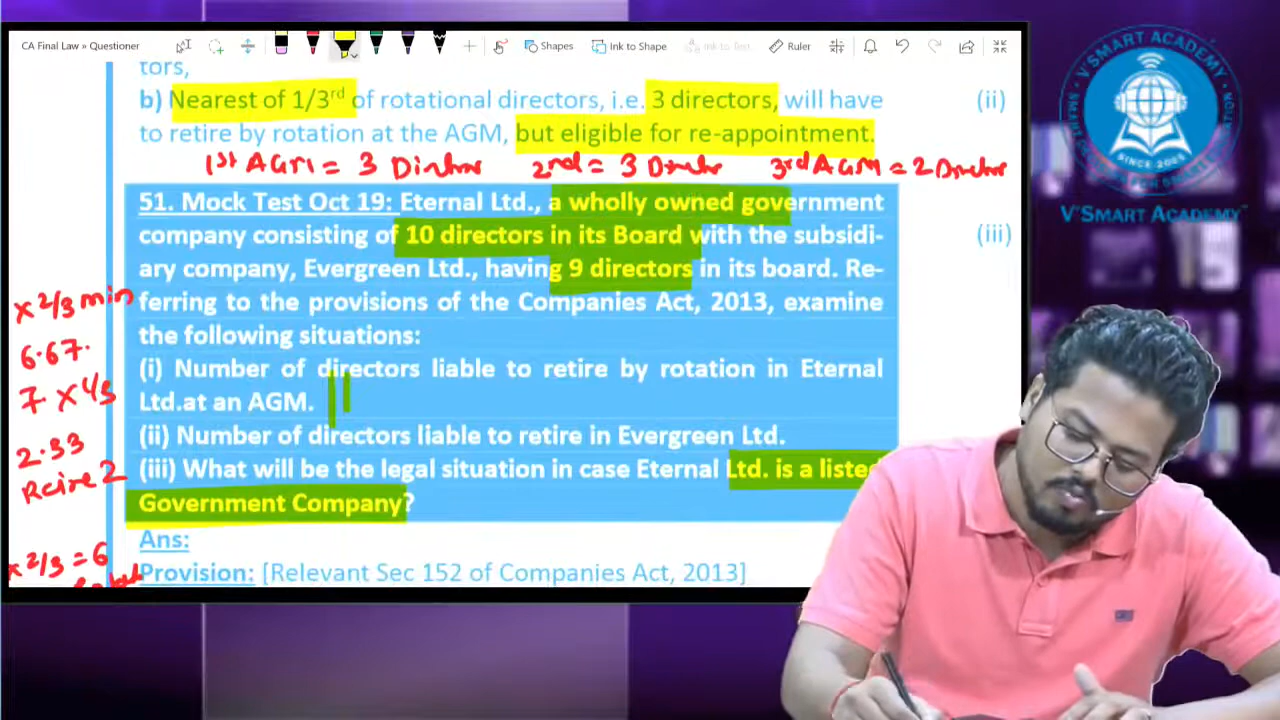 CA Final Law » Questioner
Shapes
Ink to Shape
Ink to Text
Ruler
tors,
b) Nearest of 1/3rd of rotational directors, i.e. 3 directors, will have
(ii)
to retire by rotation at the AGM, but eligible for re-appointment.
1st AGM = 3 Director 2nd = 3 Director 3rd AGM = 2 Director
51. Mock Test Oct 19: Eternal Ltd., a wholly owned government
company consisting of 10 directors in its Board with the subsidi-
(iii)
ary company, Evergreen Ltd., having 9 directors in its board. Re-
ferring to the provisions of the Companies Act, 2013, examine
the following situations:
(i) Number of directors liable to retire by rotation in Eternal
Ltd.at an AGM.
(ii) Number of directors liable to retire in Evergreen Ltd.
(iii) What will be the legal situation in case Eternal Ltd. is a listed
Government Company?
Ans:
Provision: [Relevant Sec 152 of Companies Act, 2013]
x 2/3 min
6.67.
7 x 1/3
2.33
x 2/3 = 6
V'SMART ACADEMY
SINCE 2005
V'SMART ACADEMY